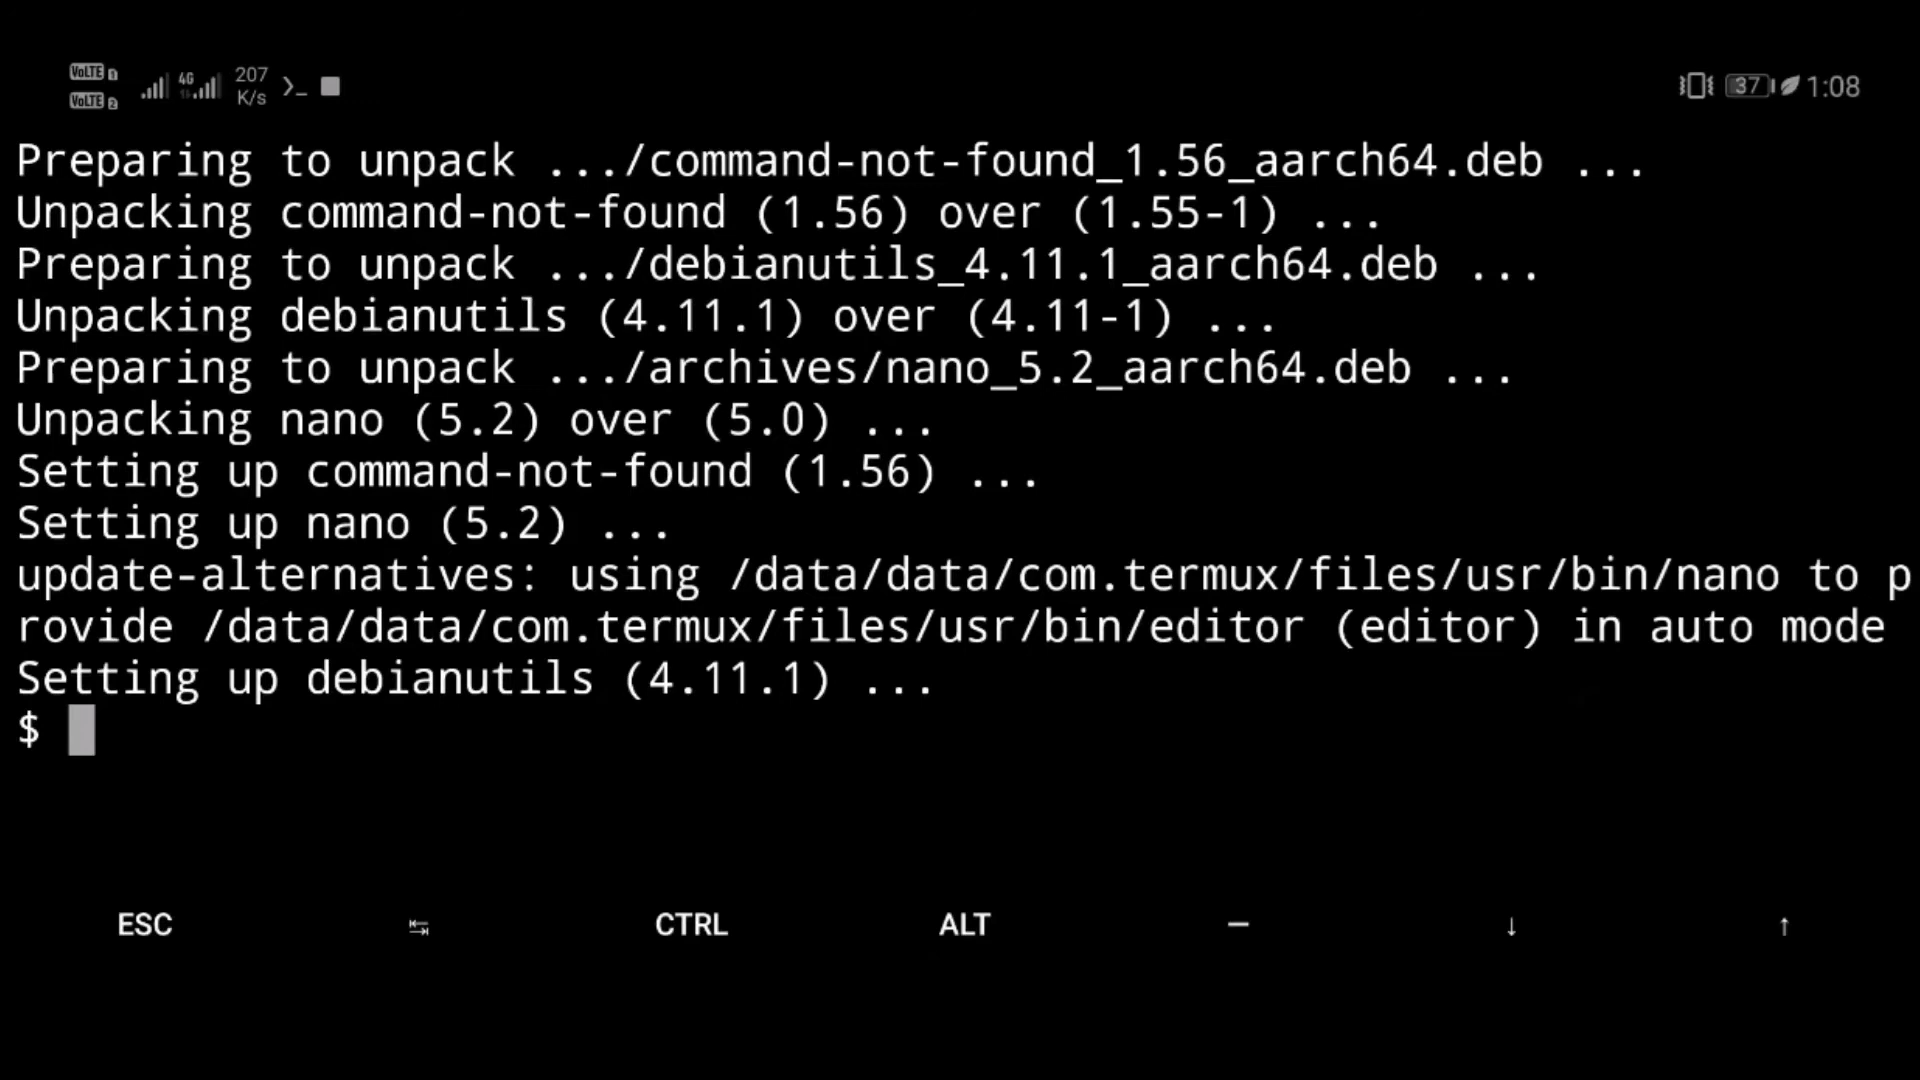 VoLTE 1
VoLTE 2
4G
207
K/s
>_
37
1:08
Preparing to unpack .../command-not-found_1.56_aarch64.deb ...
Unpacking command-not-found (1.56) over (1.55-1) ...
Preparing to unpack .../debianutils_4.11.1_aarch64.deb ...
Unpacking debianutils (4.11.1) over (4.11-1) ...
Preparing to unpack .../archives/nano_5.2_aarch64.deb ...
Unpacking nano (5.2) over (5.0) ...
Setting up command-not-found (1.56) ...
Setting up nano (5.2) ...
update-alternatives: using /data/data/com.termux/files/usr/bin/nano to p
rovide /data/data/com.termux/files/usr/bin/editor (editor) in auto mode
Setting up debianutils (4.11.1) ...
$
ESC ↹ CTRL ALT — ↓ ↑